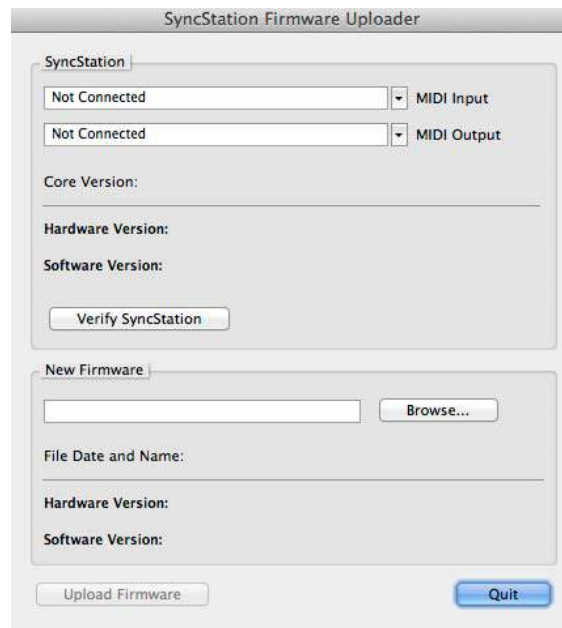 SyncStation Firmware Uploader
SyncStation
Not Connected MIDI Input
Not Connected MIDI Output
Core Version:
Hardware Version:
Software Version:
Verify SyncStation
New Firmware
Browse...
File Date and Name:
Hardware Version:
Software Version:
Upload Firmware Quit